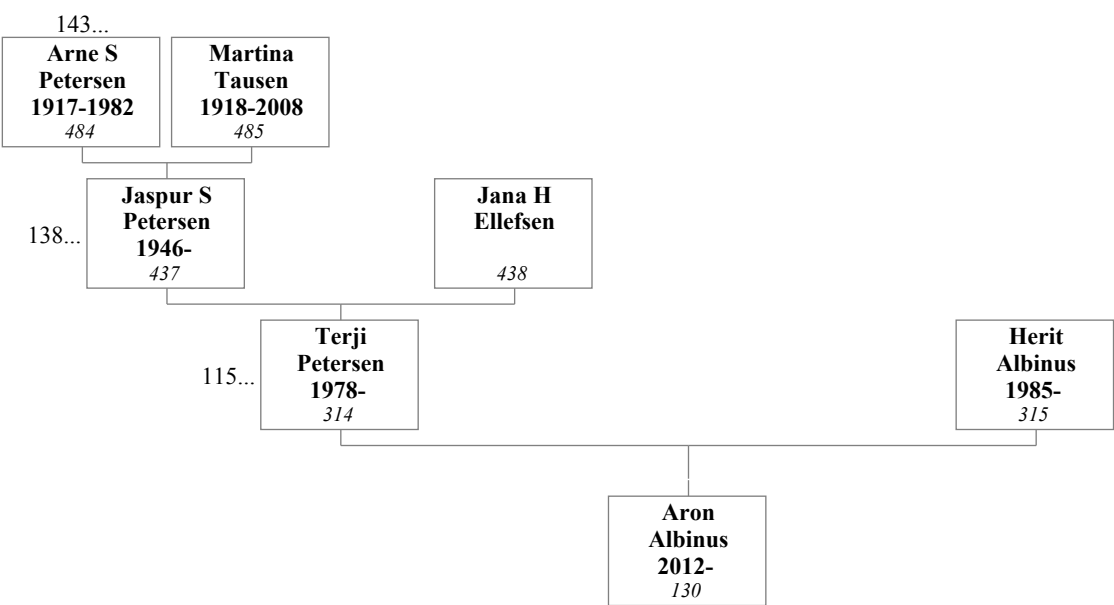 143...
Arne S
Petersen
1917-1982
484
Martina
Tausen
1918-2008
485
138...
Jaspur S
Petersen
1946-
437
Jana H
Ellefsen
438
115...
Terji
Petersen
1978-
314
Herit
Albinus
1985-
315
Aron
Albinus
2012-
130